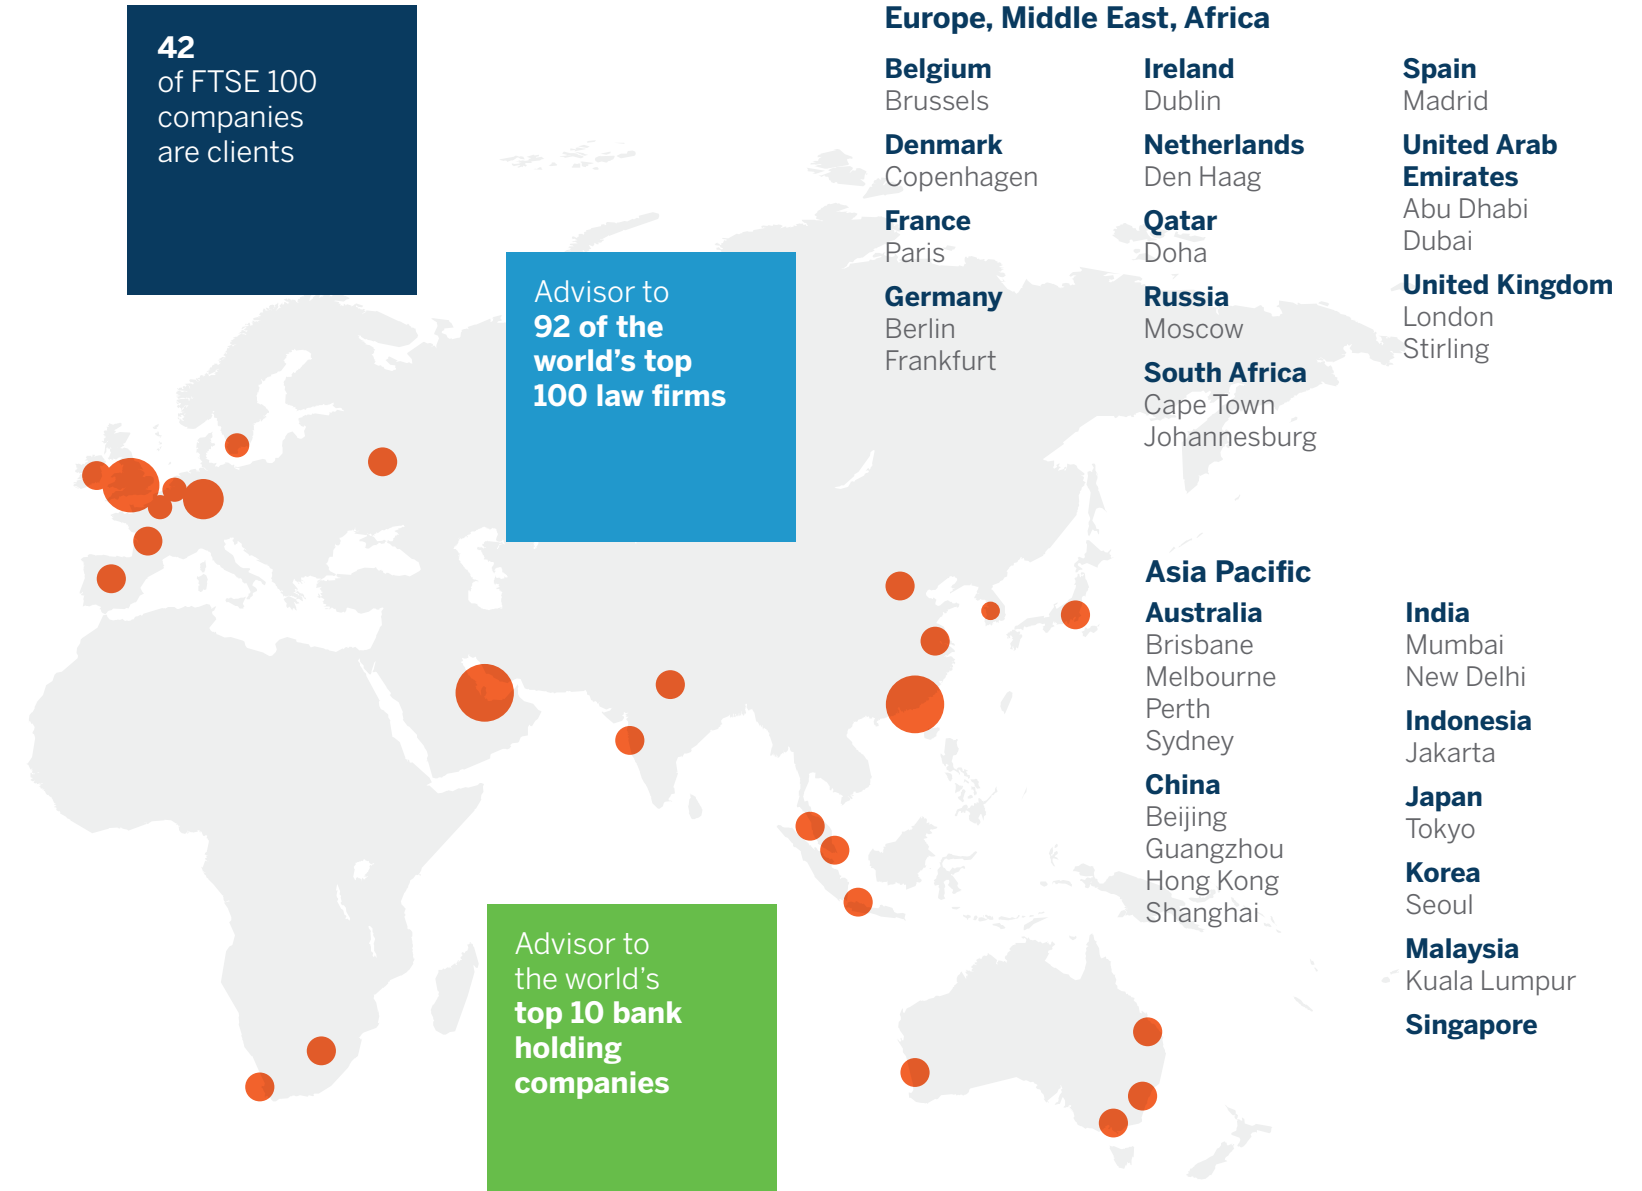 42
of FTSE 100
companies
are clients
Advisor to
92 of the
world’s top
100 law firms
Advisor to
the world’s
top 10 bank
holding
companies
Europe, Middle East, Africa
Belgium
Brussels
Denmark
Copenhagen
France
Paris
Germany
Berlin
Frankfurt
Ireland
Dublin
Netherlands
Den Haag
Qatar
Doha
Russia
Moscow
South Africa
Cape Town
Johannesburg
Spain
Madrid
United Arab
Emirates
Abu Dhabi
Dubai
United Kingdom
London
Stirling
Asia Pacific
Australia
Brisbane
Melbourne
Perth
Sydney
China
Beijing
Guangzhou
Hong Kong
Shanghai
India
Mumbai
New Delhi
Indonesia
Jakarta
Japan
Tokyo
Korea
Seoul
Malaysia
Kuala Lumpur
Singapore